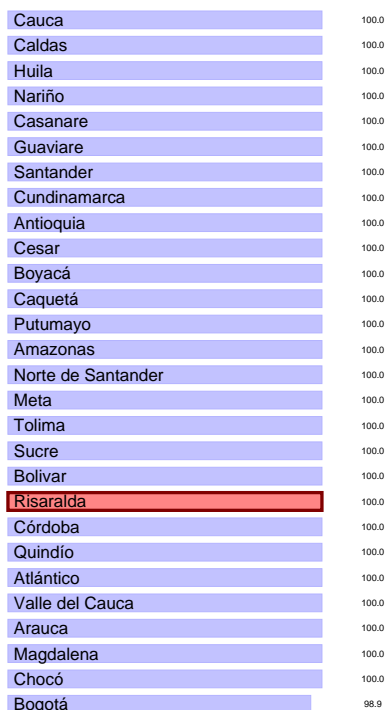 Cauca 100.0
Caldas 100.0
Huila 100.0
Nariño 100.0
Casanare 100.0
Guaviare 100.0
Santander 100.0
Cundinamarca 100.0
Antioquia 100.0
Cesar 100.0
Boyacá 100.0
Caquetá 100.0
Putumayo 100.0
Amazonas 100.0
Norte de Santander 100.0
Meta 100.0
Tolima 100.0
Sucre 100.0
Bolivar 100.0
Risaralda 100.0
Córdoba 100.0
Quindío 100.0
Atlántico 100.0
Valle del Cauca 100.0
Arauca 100.0
Magdalena 100.0
Chocó 100.0
Bogotá 98.9